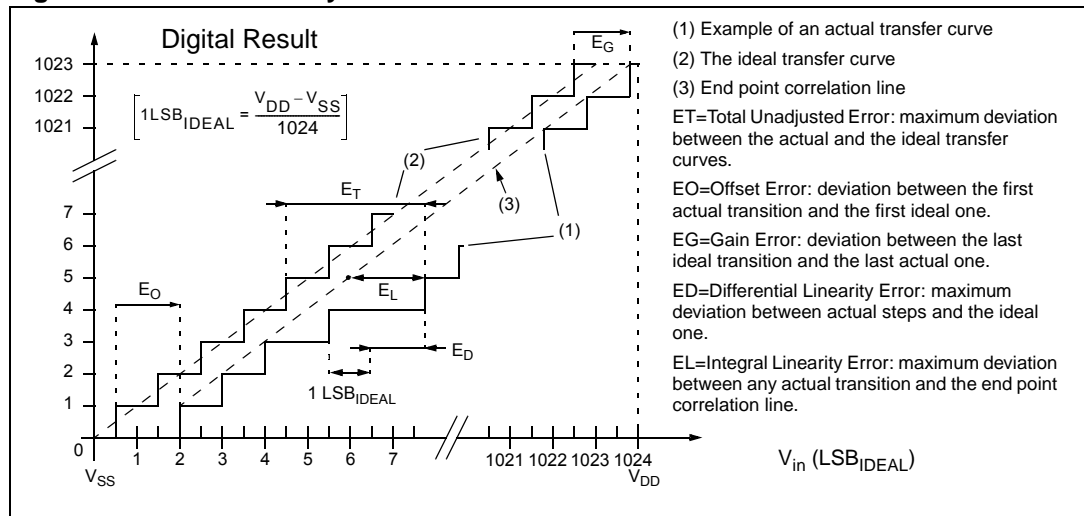 Digital Result
E_G
1023
1022
1021
[1LSB_IDEAL = (V_DD – V_SS) / 1024]
(2)
E_T
(3)
(1)
7
6
5
4
3
2
1
0
E_O
E_L
E_D
1 LSB_IDEAL
1 2 3 4 5 6 7 1021 1022 1023 1024
V_SS
V_DD
V_in (LSB_IDEAL)
(1) Example of an actual transfer curve
(2) The ideal transfer curve
(3) End point correlation line
ET=Total Unadjusted Error: maximum deviation
between the actual and the ideal transfer
curves.
EO=Offset Error: deviation between the first
actual transition and the first ideal one.
EG=Gain Error: deviation between the last
ideal transition and the last actual one.
ED=Differential Linearity Error: maximum
deviation between actual steps and the ideal
one.
EL=Integral Linearity Error: maximum deviation
between any actual transition and the end point
correlation line.